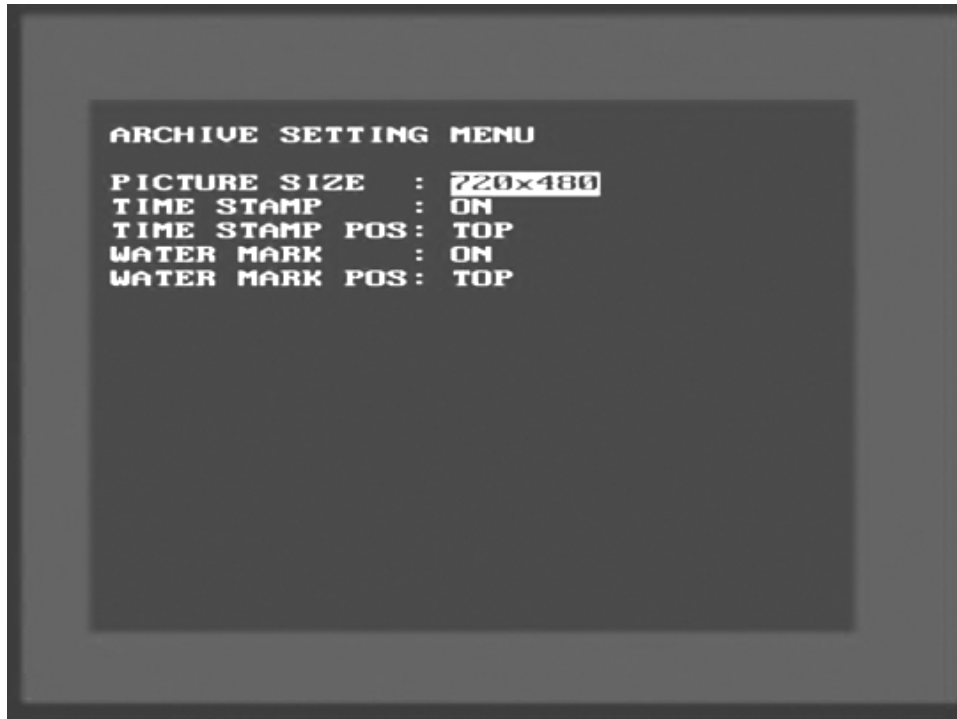 ARCHIVE SETTING MENU
PICTURE SIZE : 720x480
TIME STAMP : ON
TIME STAMP POS: TOP
WATER MARK : ON
WATER MARK POS: TOP